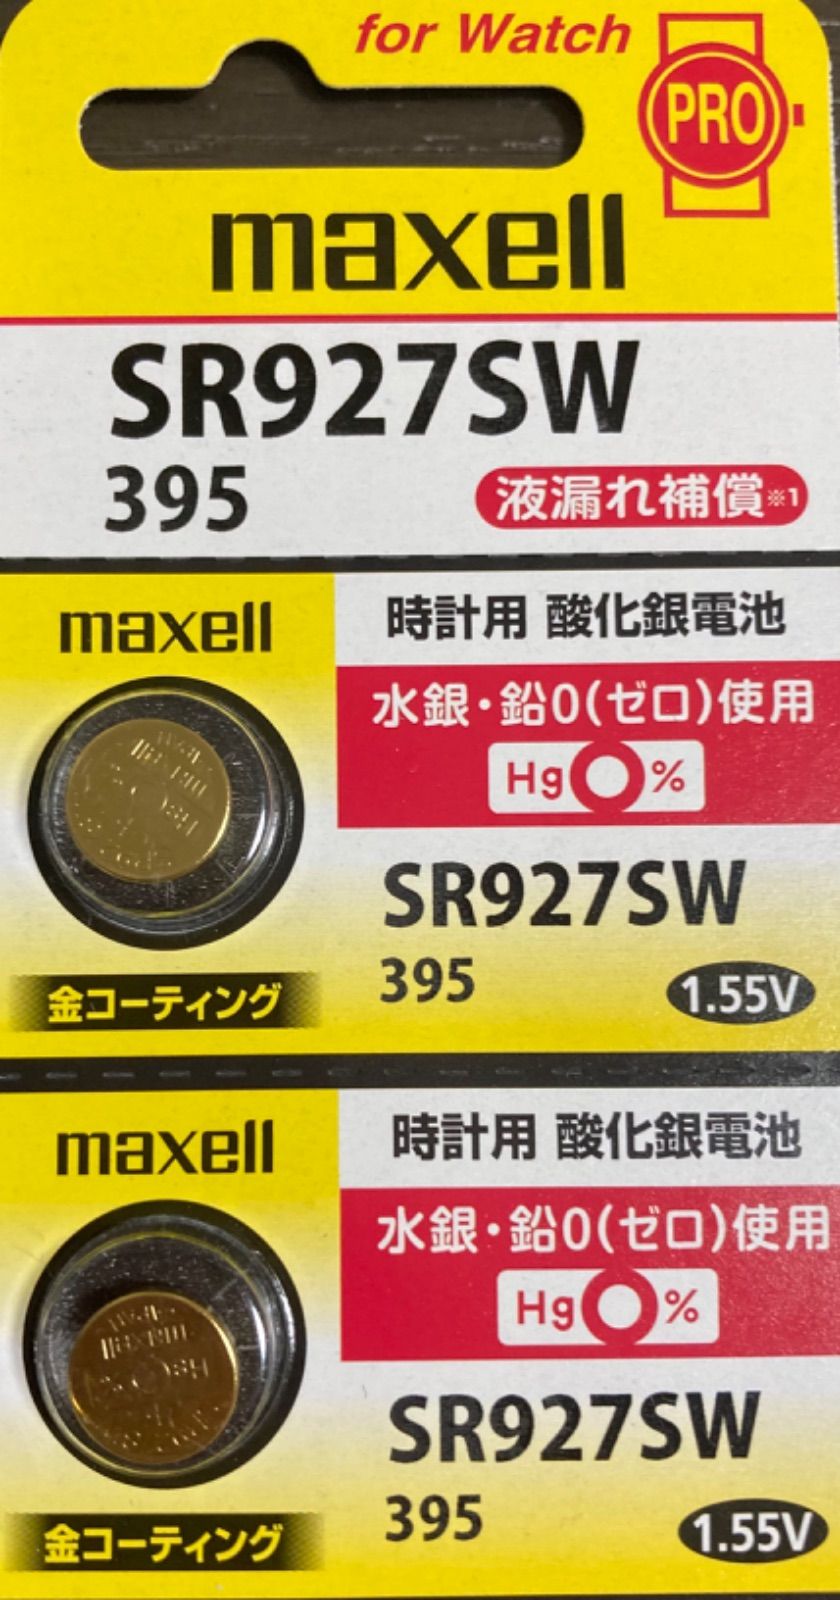 for Watch
PRO
maxell
SR927SW
395
液漏れ補償※1
maxell
時計用 酸化銀電池
水銀・鉛0(ゼロ)使用
Hg0%
SR927SW
395
1.55V
金コーティング
maxell
時計用 酸化銀電池
水銀・鉛0(ゼロ)使用
Hg0%
SR927SW
395
1.55V
金コーティング